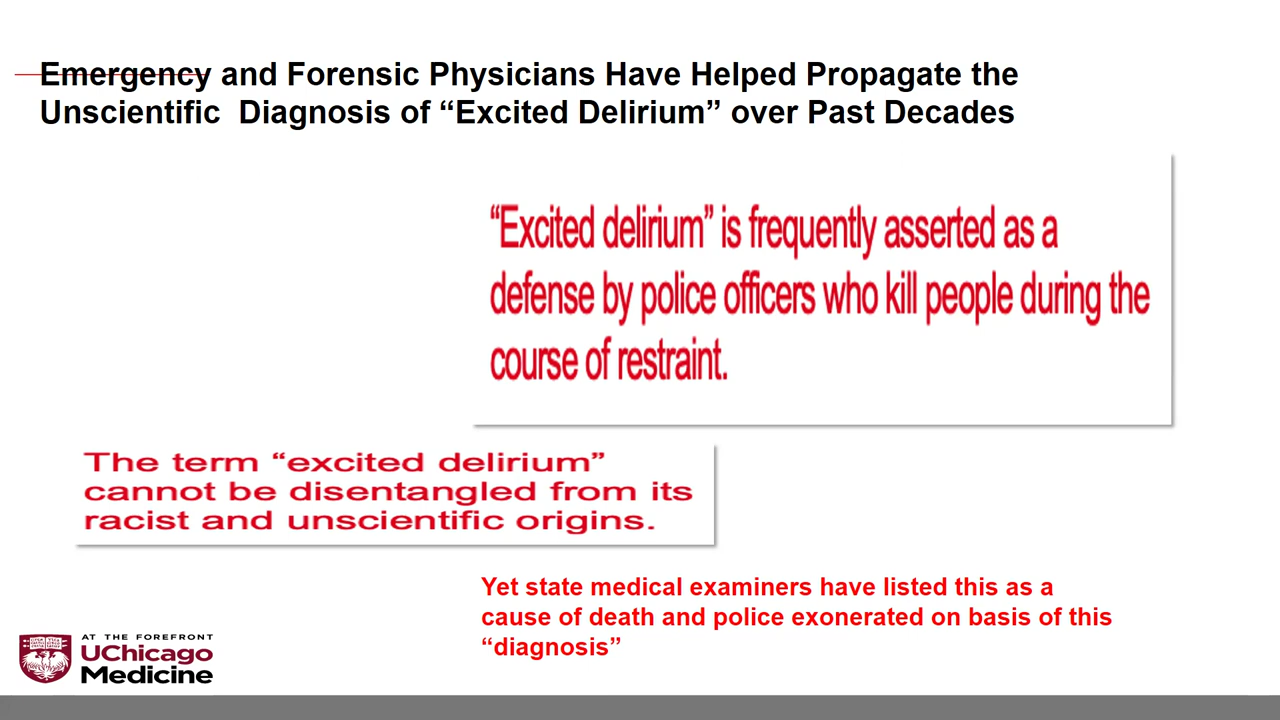 Emergency and Forensic Physicians Have Helped Propagate the
Unscientific  Diagnosis of “Excited Delirium” over Past Decades
“Excited delirium” is frequently asserted as a
defense by police officers who kill people during the
course of restraint.
The term “excited delirium”
cannot be disentangled from its
racist and unscientific origins.
Yet state medical examiners have listed this as a
cause of death and police exonerated on basis of this
“diagnosis”
AT THE FOREFRONT
UChicago
Medicine